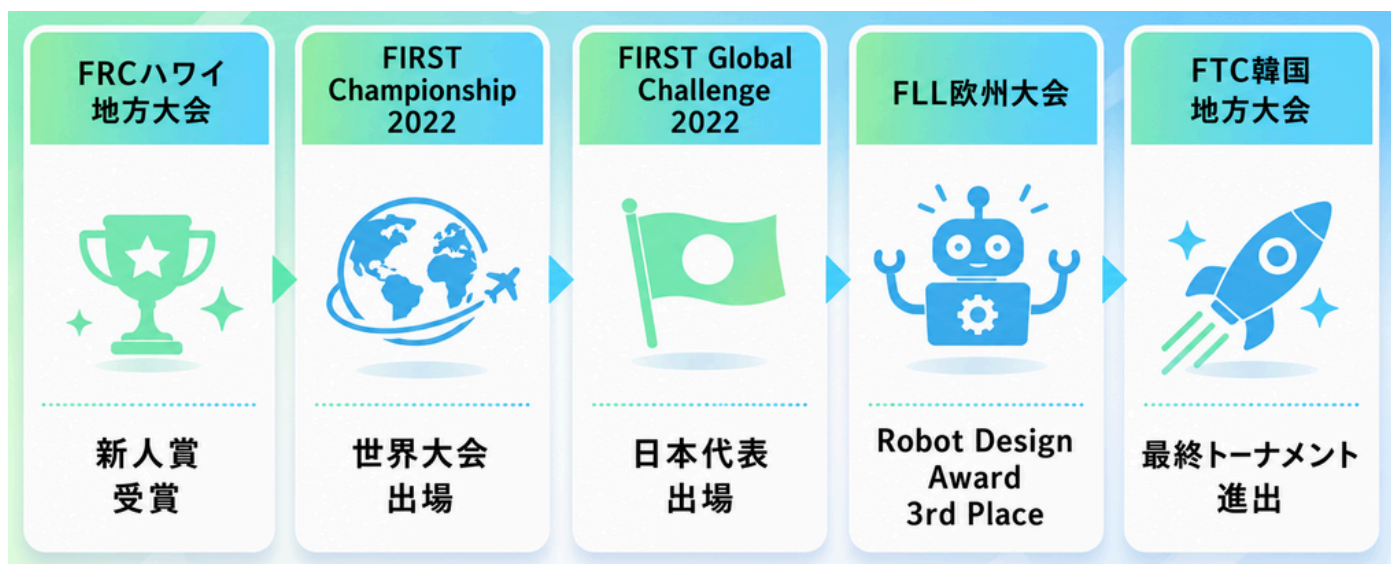 FRCハワイ
地方大会
新人賞
受賞
FIRST
Championship
2022
世界大会
出場
FIRST Global
Challenge
2022
日本代表
出場
FLL欧州大会
Robot Design
Award
3rd Place
FTC韓国
地方大会
最終トーナメント
進出